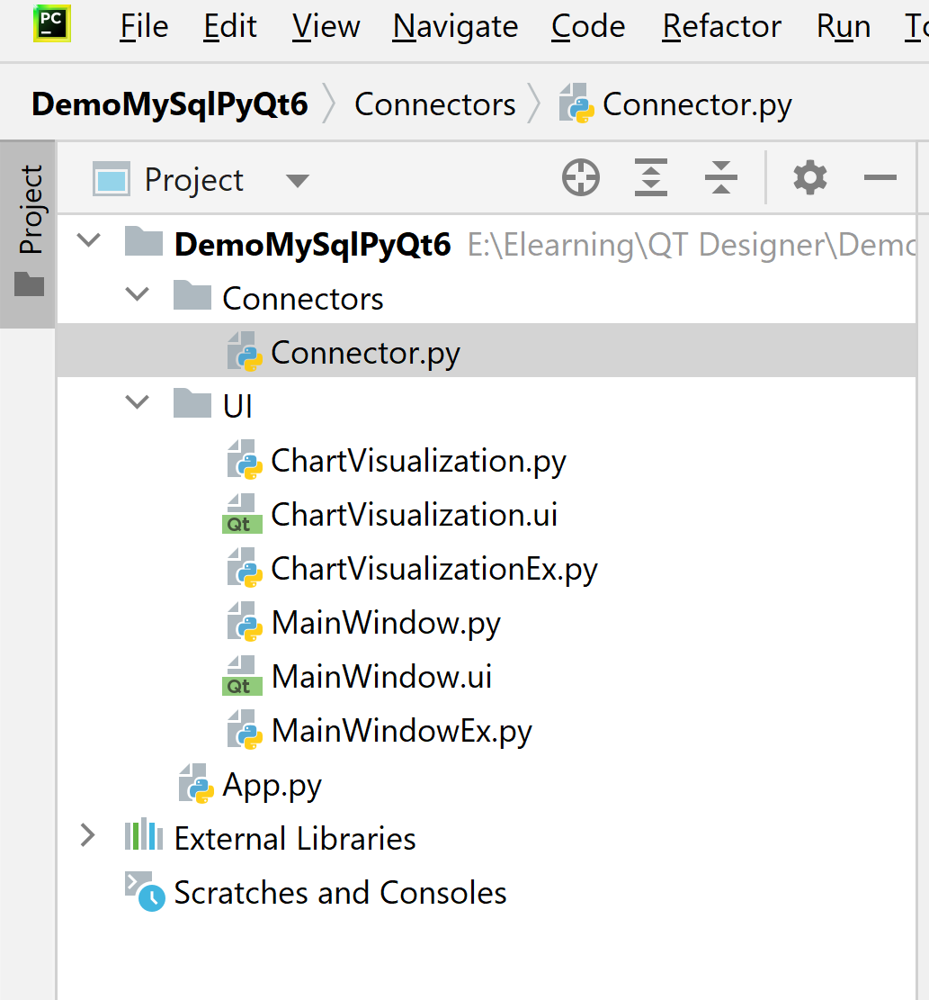 PC
File Edit View Navigate Code Refactor Run To
DemoMySqlPyQt6 Connectors Connector.py
Project
Project
DemoMySqlPyQt6 E:\Elearning\QT Designer\Demo
Connectors
Connector.py
UI
ChartVisualization.py
Qt ChartVisualization.ui
ChartVisualizationEx.py
MainWindow.py
Qt MainWindow.ui
MainWindowEx.py
App.py
External Libraries
Scratches and Consoles